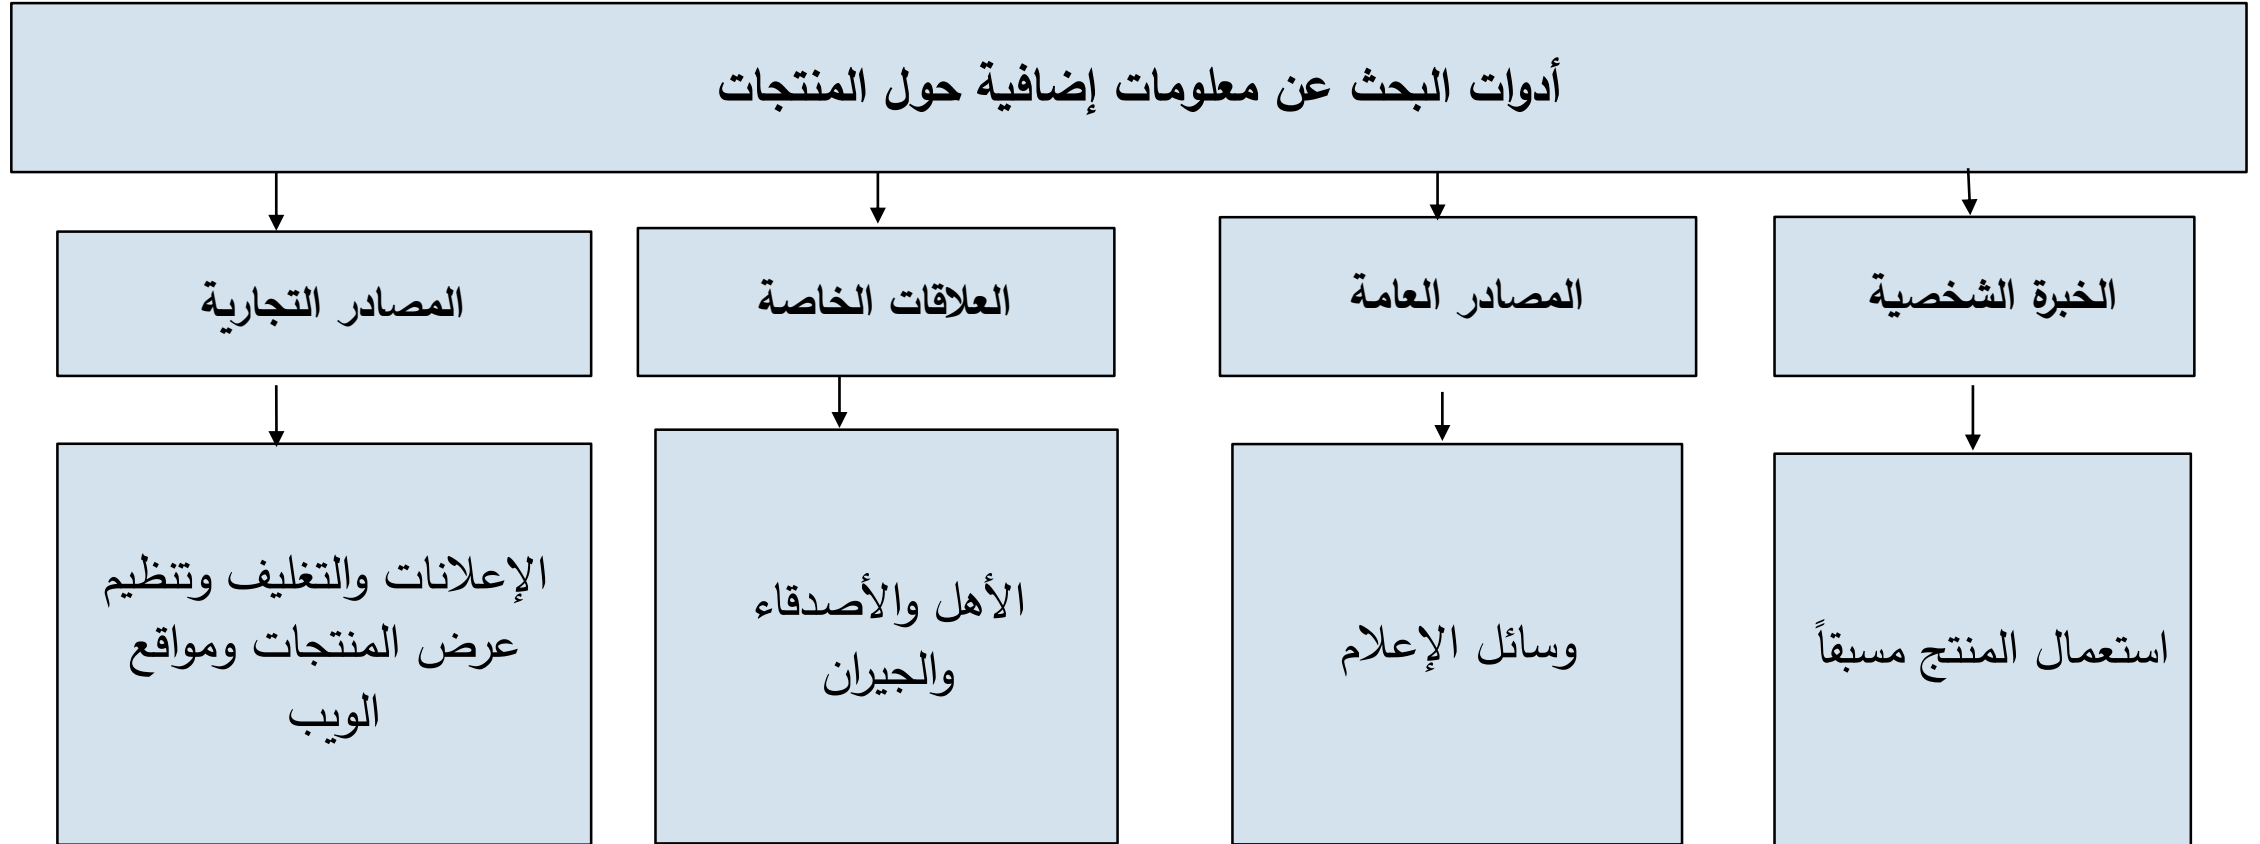 أدوات البحث عن معلومات إضافية حول المنتجات
الخبرة الشخصية
المصادر العامة
العلاقات الخاصة
المصادر التجارية
استعمال المنتج مسبقاً
وسائل الإعلام
الأهل والأصدقاء
والجيران
الإعلانات والتغليف وتنظيم
عرض المنتجات ومواقع
الويب